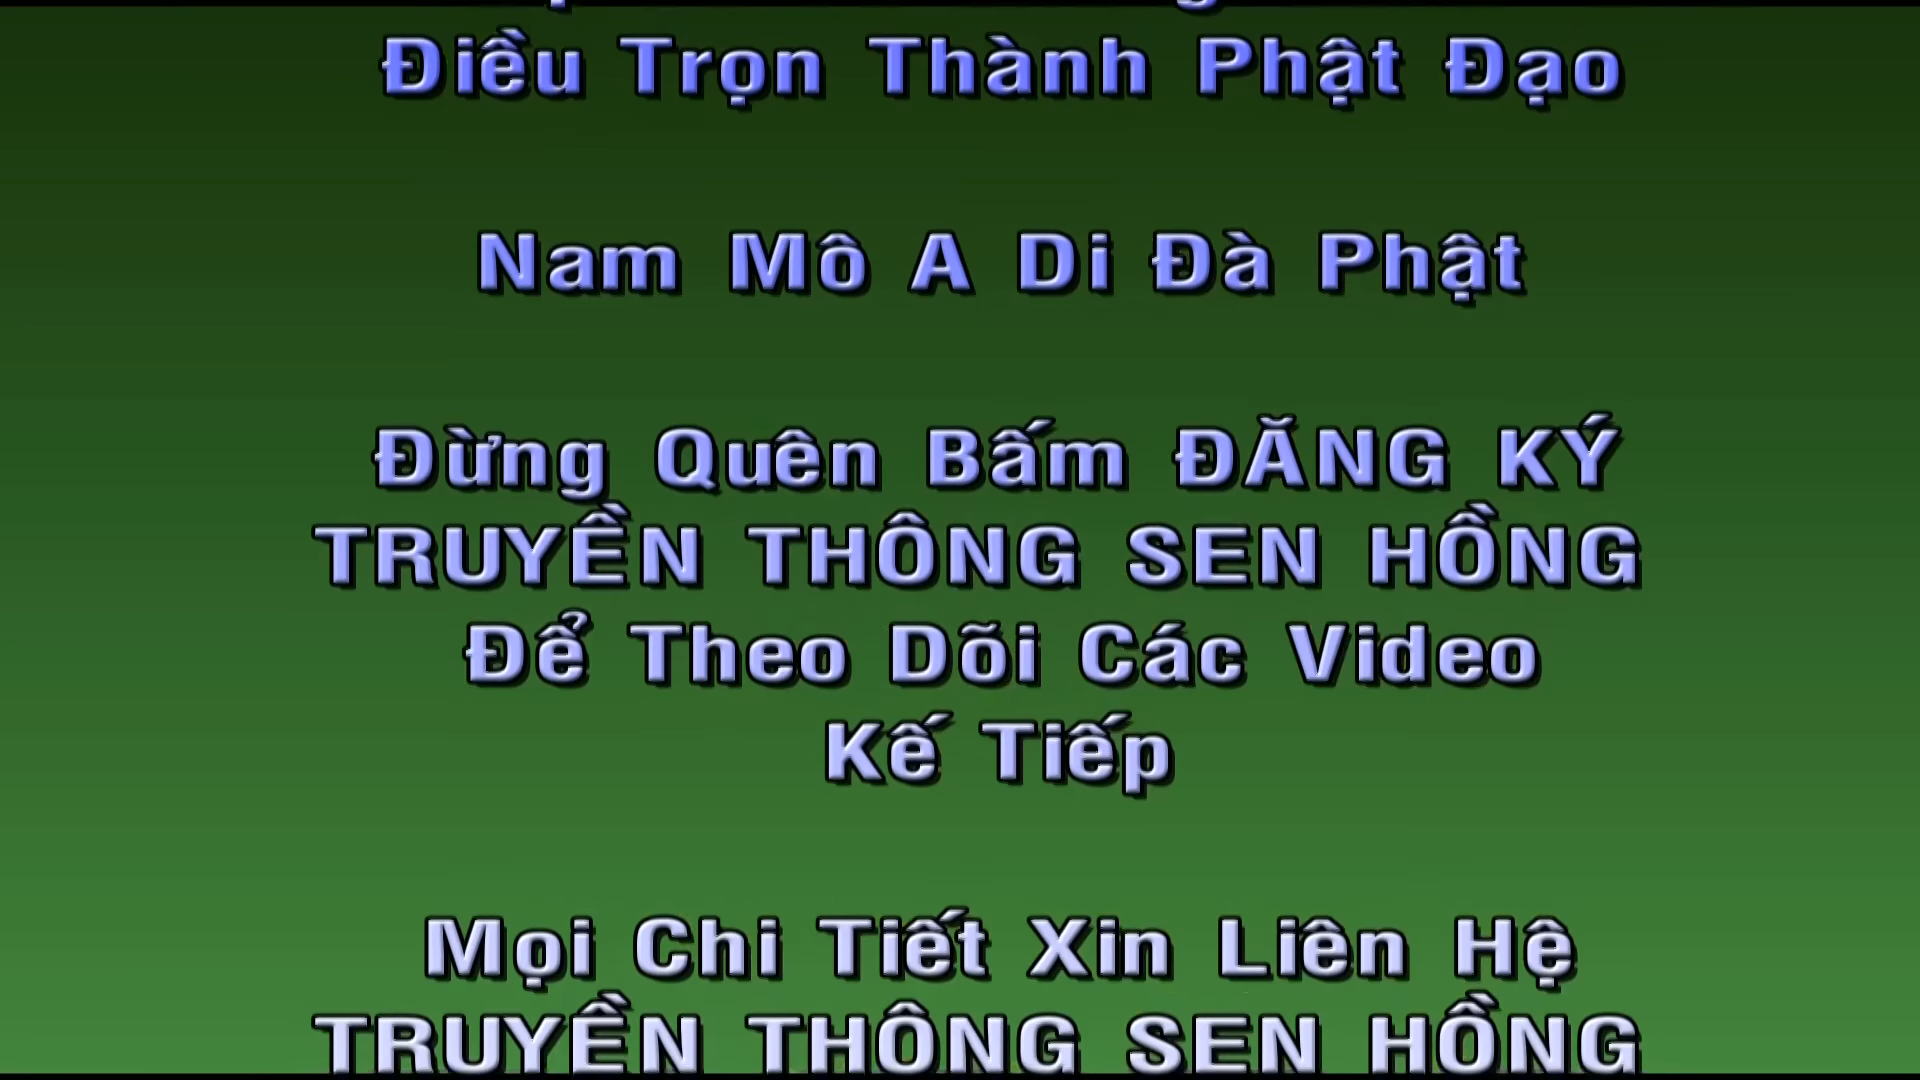 Điều Trọn Thành Phật Đạo
Nam Mô A Di Đà Phật
Đừng Quên Bấm ĐĂNG KÝ
TRUYỀN THÔNG SEN HỒNG
Để Theo Dõi Các Video
Kế Tiếp
Mọi Chi Tiết Xin Liên Hệ
TRUYỀN THÔNG SEN HỒNG